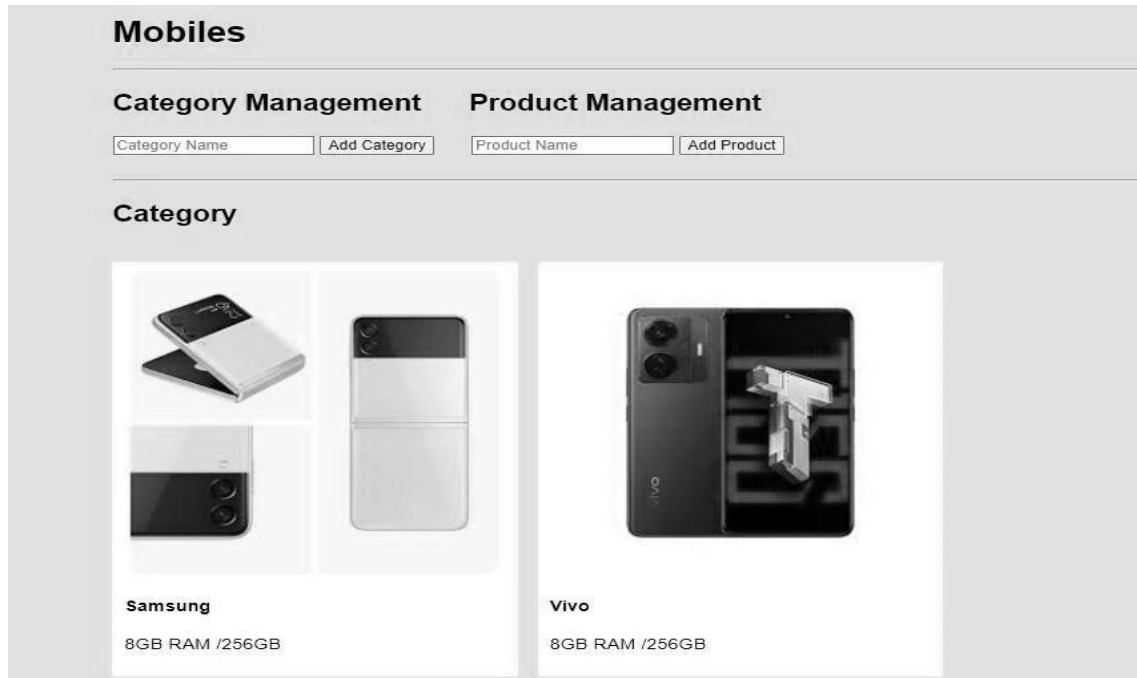 Mobiles
Category Management
Product Management
Category Name
Add Category
Product Name
Add Product
Category
vivo
Samsung
8GB RAM /256GB
Vivo
8GB RAM /256GB